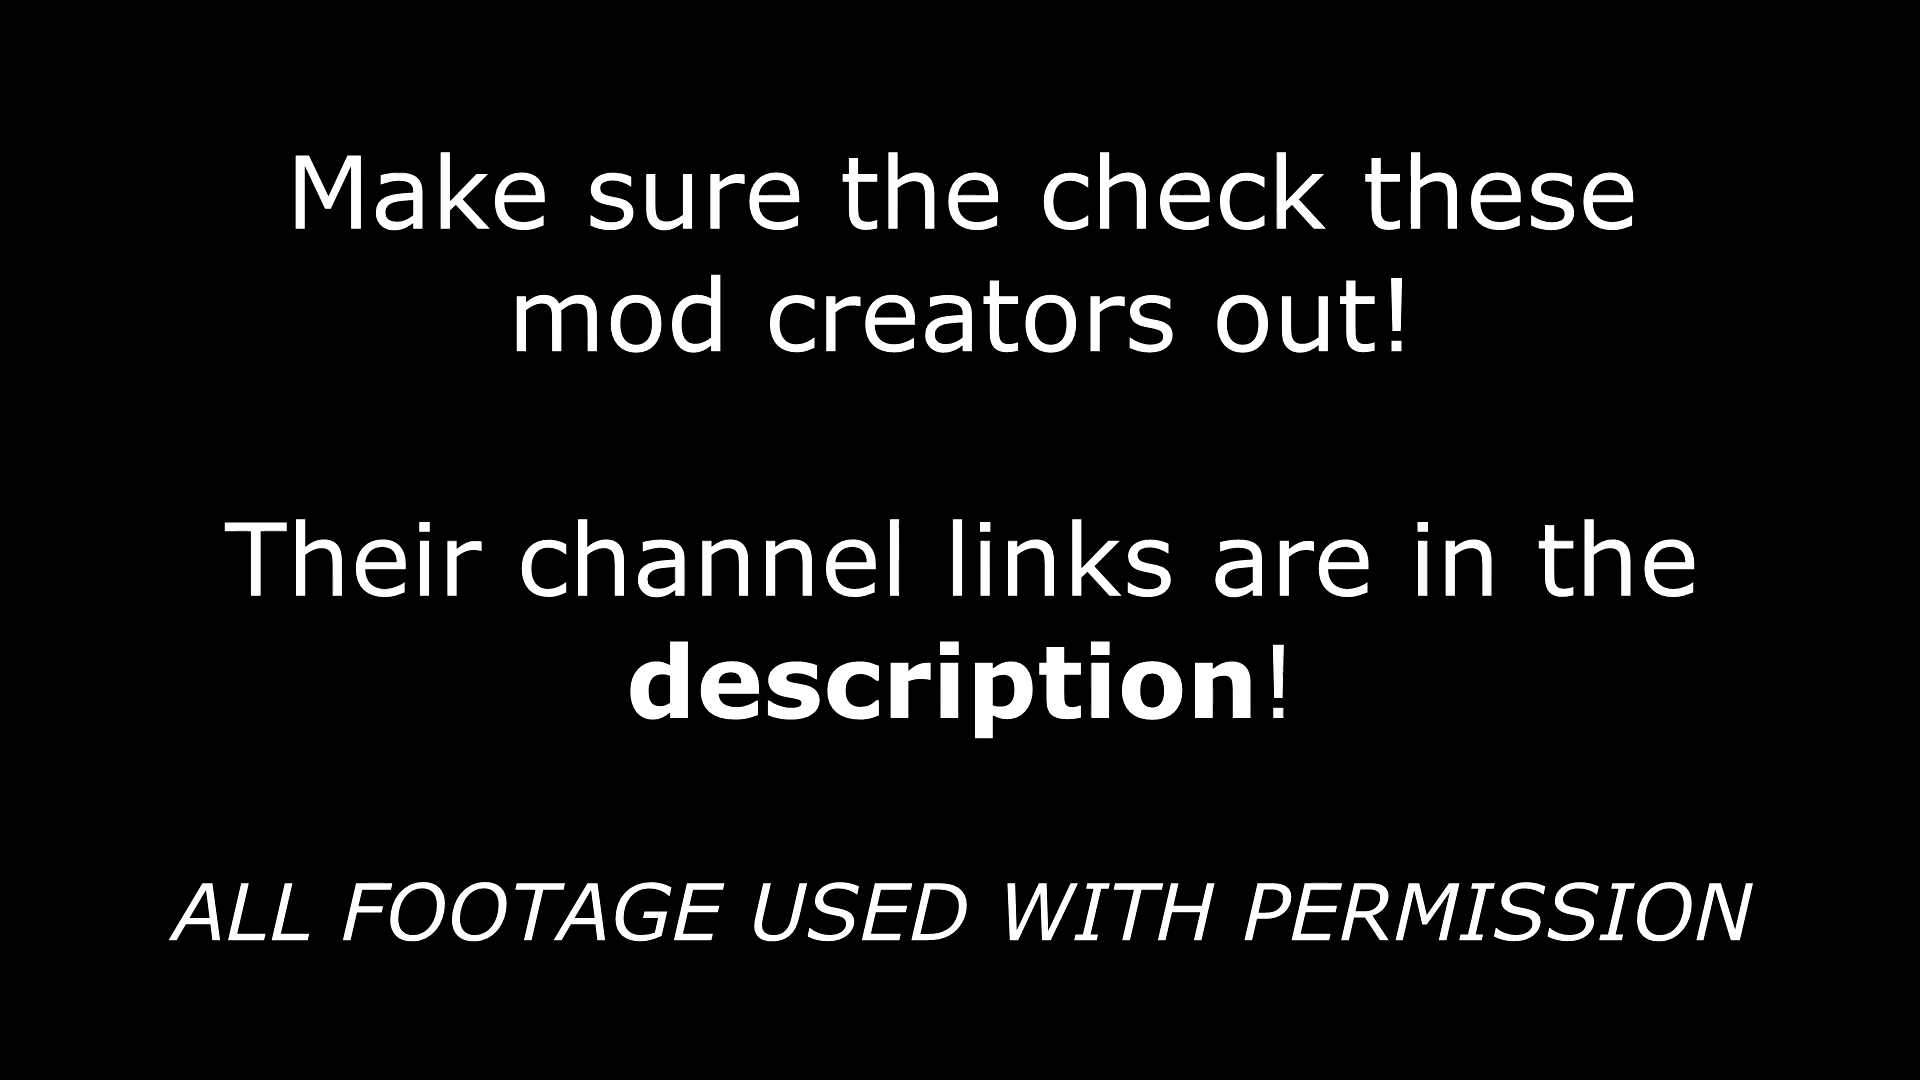 Make sure the check these
mod creators out!
Their channel links are in the
description!
ALL FOOTAGE USED WITH PERMISSION